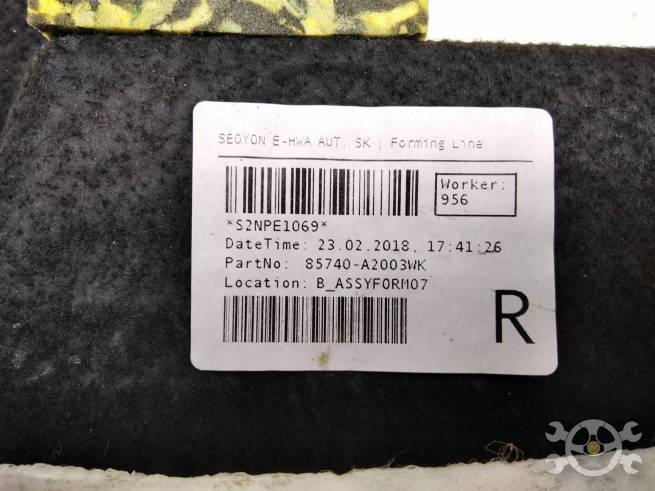 SEOYON E-HWA AUT. SK | Forming Line
Worker:
956
*S2NPE1069*
DateTime: 23.02.2018, 17:41:26
PartNo: 85740-A2003WK
Location: B_ASSYFORM07
R